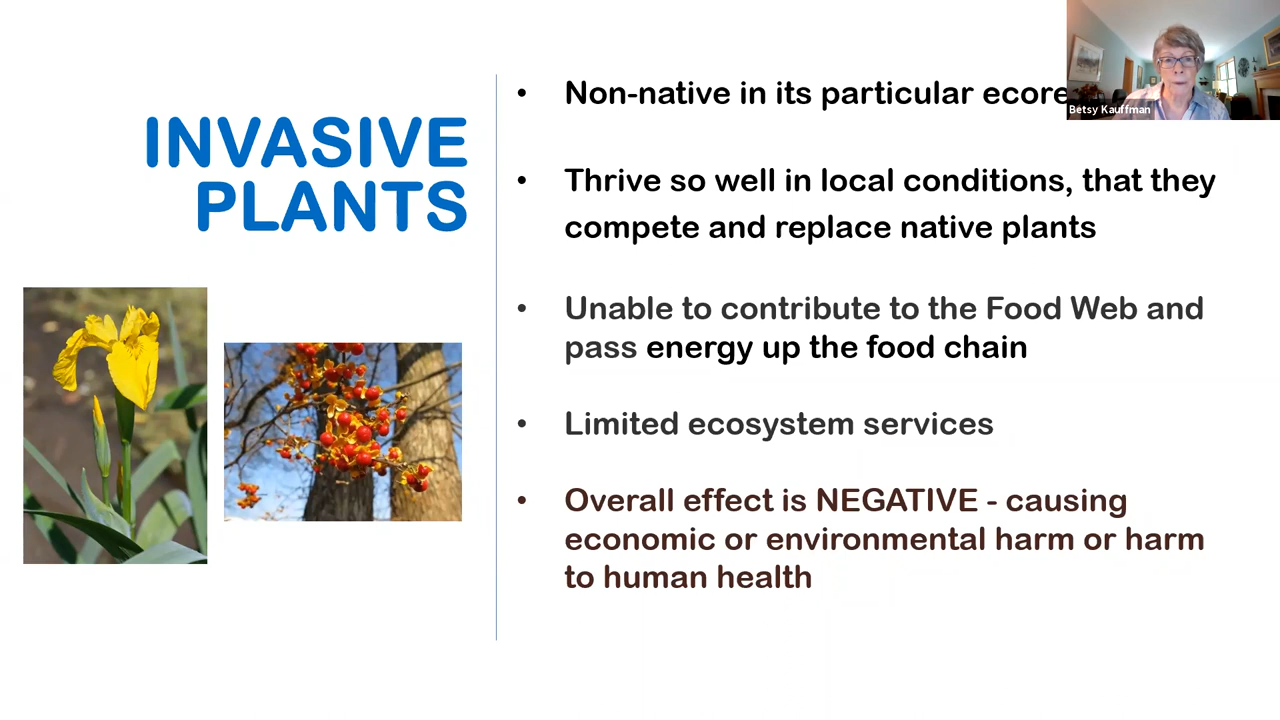 INVASIVE
PLANTS
• Non-native in its particular
• Thrive so well in local conditions, that they
compete and replace native plants
• Unable to contribute to the Food Web and
pass energy up the food chain
• Limited ecosystem services
• Overall effect is NEGATIVE - causing
economic or environmental harm or harm
to human health
Betsy Kauffman